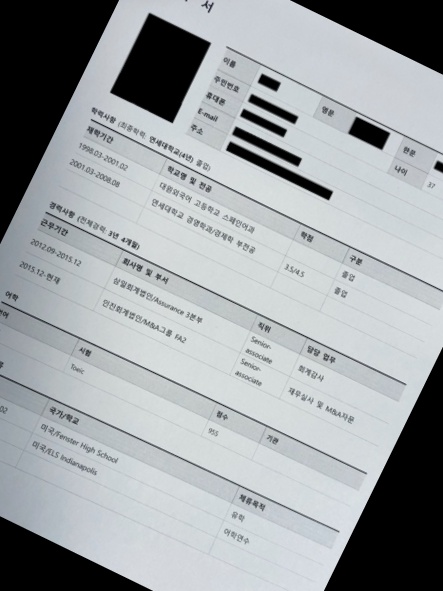 서
이름
영문
한문
주민번호
나이 37
휴대폰
E-mail
주소
학력사항 (최종학력: 연세대학교(4년) 졸업)
재학기간 학교명 및 전공 학점 구분
1998.03-2001.02 대원외국어 고등학교 스페인어과 졸업
2001.03-2008.08 연세대학교 경영학과/경제학 부전공 3.5/4.5 졸업
경력사항 (전체경력: 3년 4개월)
근무기간 회사명 및 부서 직위 담당 업무
2012.09-2015.12 삼일회계법인/Assurance 3본부 Senior-associate 회계감사
2015.12-현재 안진회계법인/M&A그룹 FA2 Senior-associate 재무실사 및 M&A자문
어학
시험 점수 기관
Toeic 955
국가/학교 체류목적
미국/Fenster High School 유학
미국/ELS Indianapolis 어학연수